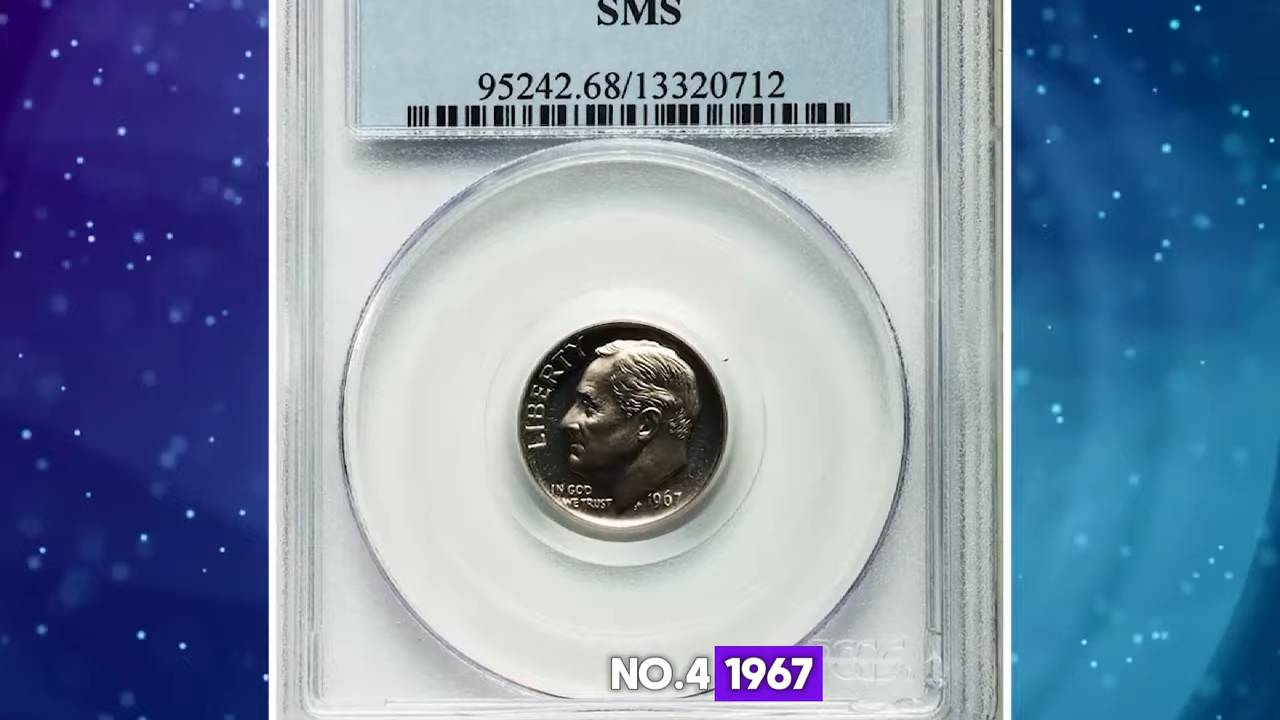 SMS
95242.68/13320712
LIBERTY
IN GOD
WE TRUST
1967
NO.4 1967